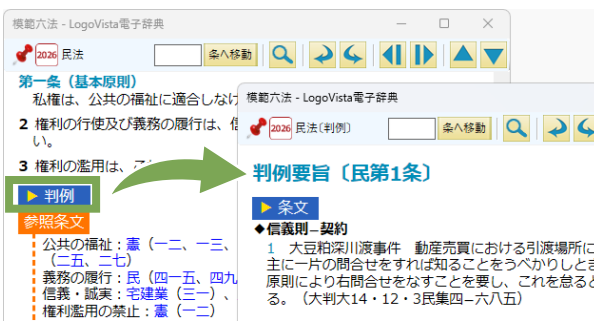 模範六法 - LogoVista電子辞典
2026 民法
条へ移動
第一条（基本原則）
私権は、公共の福祉に適合しなけ
2 権利の行使及び義務の履行は、信
い。
3 権利の濫用は、
▶ 判例
参照条文
公共の福祉：憲（一二、一三、
（二五、二七）
義務の履行：民（四一五、四九
信義・誠実：宅建業（三一）、
権利濫用の禁止：憲（一二）
模範六法 - LogoVista電子辞典
2026 民法〔判例〕
条へ移動
判例要旨〔民第1条〕
▶ 条文
◆信義則–契約
1 大豆粕深川渡事件 動産売買における引渡場所に
主に一片の問合せをすれば知ることをうべかりしとき
原則により右問合せをなすことを要し、これを怠ると
る。（大判大14・12・3民集四–六八五）